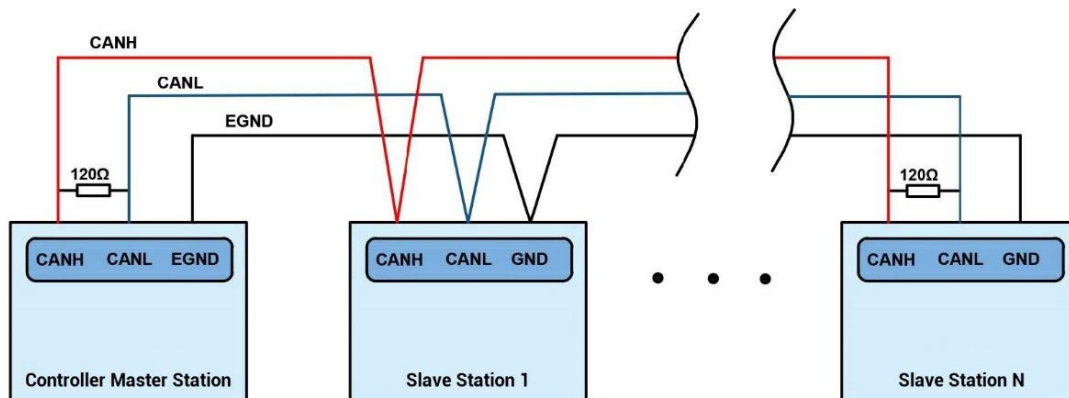 CANH
CANL
EGND
120Ω
120Ω
CANH CANL EGND
CANH CANL GND
CANH CANL GND
Controller Master Station
Slave Station 1
Slave Station N